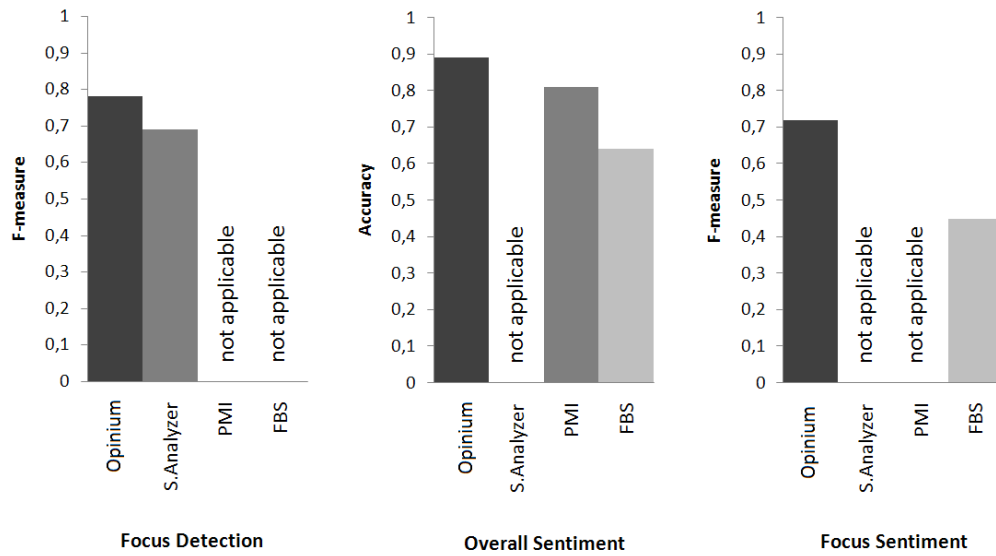 1
0,9
0,8
0,7
0,6
0,5
0,4
0,3
0,2
0,1
0
F-measure
not applicable
not applicable
Opinium
S.Analyzer
PMI
FBS
Focus Detection
1
0,9
0,8
0,7
0,6
0,5
0,4
0,3
0,2
0,1
0
Accuracy
not applicable
Opinium
S.Analyzer
PMI
FBS
Overall Sentiment
1
0,9
0,8
0,7
0,6
0,5
0,4
0,3
0,2
0,1
0
F-measure
not applicable
not applicable
Opinium
S.Analyzer
PMI
FBS
Focus Sentiment